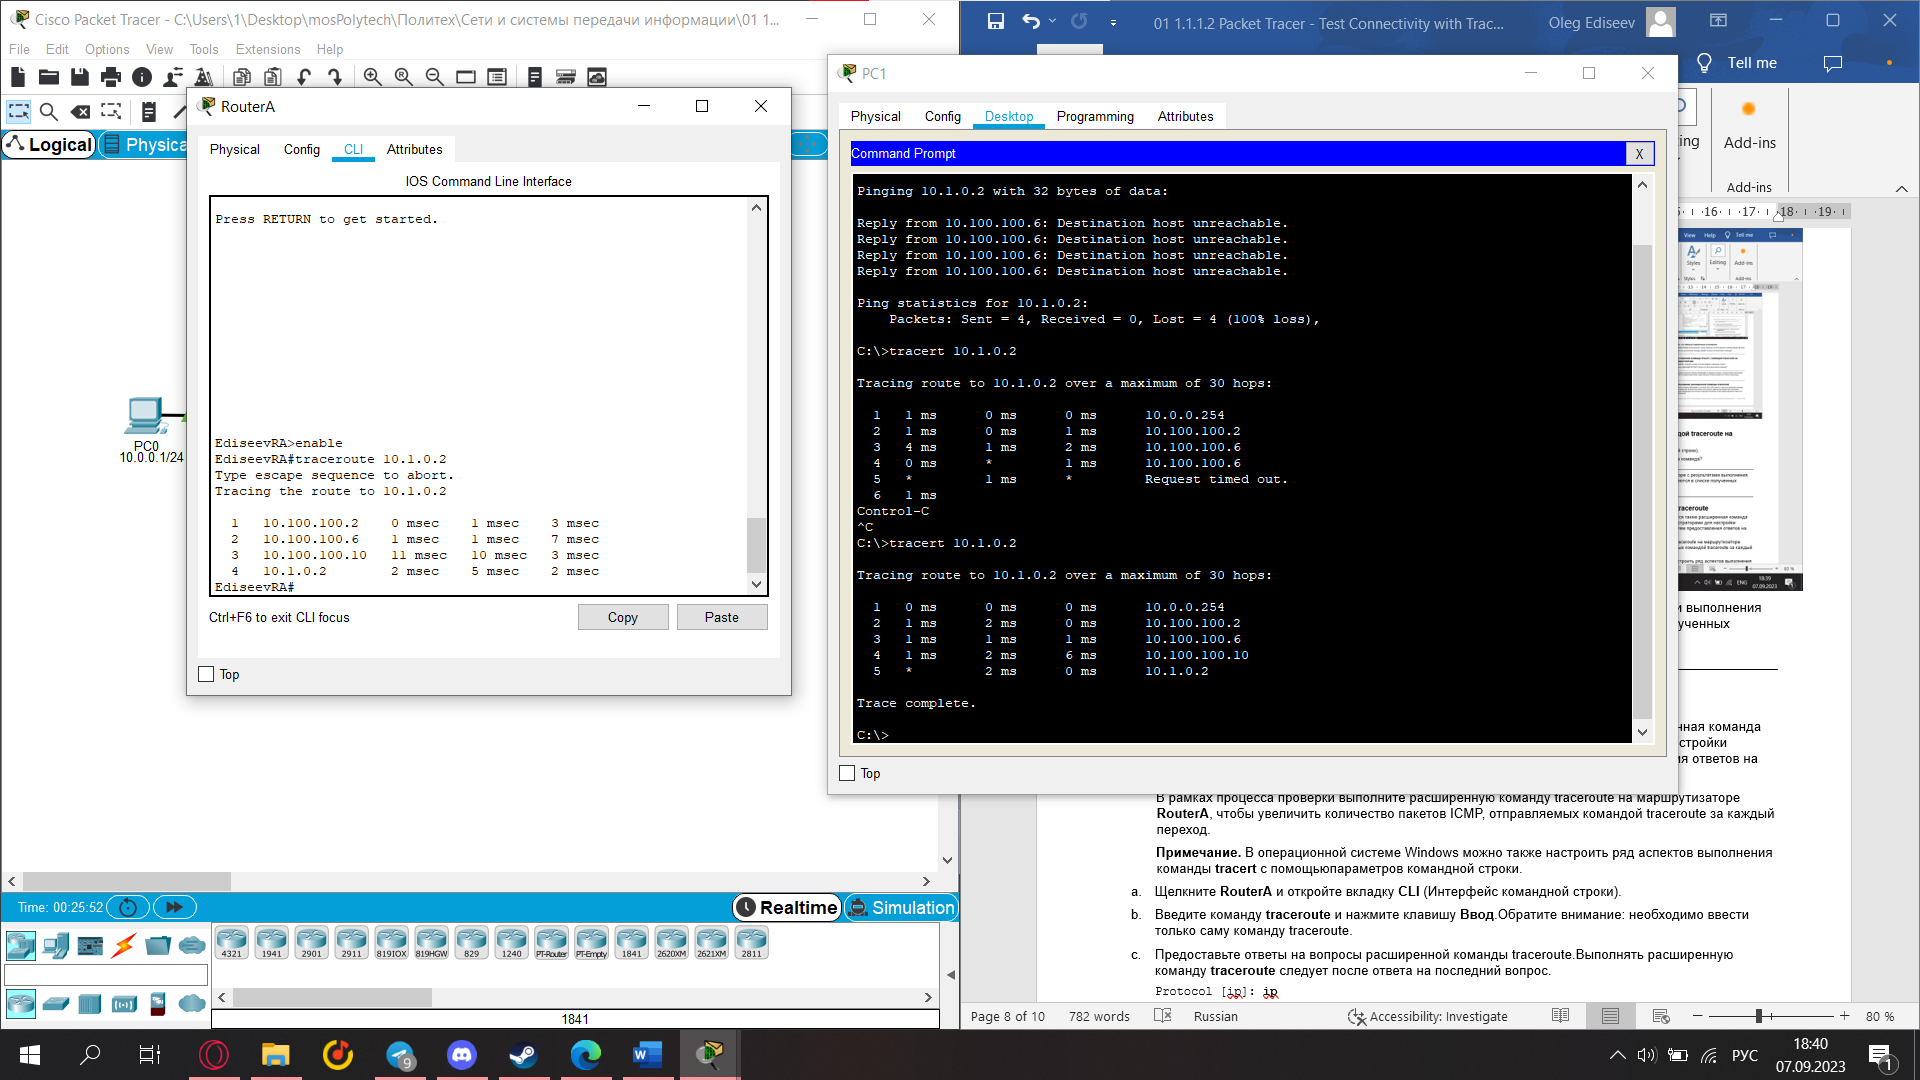 Cisco Packet Tracer - C:\Users\1\Desktop\mosPolytech\Политех\Сети и системы передачи информации\01 1...
File Edit Options View Tools Extensions Help
Logical
Physica
PC0
10.0.0.1/24
RouterA
Physical Config CLI Attributes
IOS Command Line Interface
Press RETURN to get started.
EdiseevRA>enable
EdiseevRA#traceroute 10.1.0.2
Type escape sequence to abort.
Tracing the route to 10.1.0.2
1 10.100.100.2 0 msec 1 msec 3 msec
2 10.100.100.6 1 msec 1 msec 7 msec
3 10.100.100.10 11 msec 10 msec 3 msec
4 10.1.0.2 2 msec 5 msec 2 msec
EdiseevRA#
Ctrl+F6 to exit CLI focus
Copy
Paste
Top
PC1
Physical Config Desktop Programming Attributes
Command Prompt
X
Pinging 10.1.0.2 with 32 bytes of data:
Reply from 10.100.100.6: Destination host unreachable.
Reply from 10.100.100.6: Destination host unreachable.
Reply from 10.100.100.6: Destination host unreachable.
Reply from 10.100.100.6: Destination host unreachable.
Ping statistics for 10.1.0.2:
Packets: Sent = 4, Received = 0, Lost = 4 (100% loss),
C:\>tracert 10.1.0.2
Tracing route to 10.1.0.2 over a maximum of 30 hops:
1 1 ms 0 ms 0 ms 10.0.0.254
2 1 ms 0 ms 1 ms 10.100.100.2
3 4 ms 1 ms 2 ms 10.100.100.6
4 0 ms * 1 ms 10.100.100.6
5 * 1 ms * Request timed out.
6 1 ms
Control-C
^C
C:\>tracert 10.1.0.2
Tracing route to 10.1.0.2 over a maximum of 30 hops:
1 0 ms 0 ms 0 ms 10.0.0.254
2 1 ms 2 ms 0 ms 10.100.100.2
3 1 ms 1 ms 1 ms 10.100.100.6
4 1 ms 2 ms 6 ms 10.100.100.10
5 * 2 ms 0 ms 10.1.0.2
Trace complete.
C:\>
Top
01 1.1.1.2 Packet Tracer - Test Connectivity with Trac...
Oleg Ediseev
Tell me
ing
Add-ins
Add-ins
·16· ı ·17· ı ·18· ı ·19· ı
и выполнения
ученных
нная команда
стройки
я ответов на
В рамках процесса проверки выполните расширенную команду traceroute на маршрутизаторе
RouterA, чтобы увеличить количество пакетов ICMP, отправляемых командой traceroute за каждый
переход.
Примечание. В операционной системе Windows можно также настроить ряд аспектов выполнения
команды tracert с помощьюпараметров командной строки.
a. Щелкните RouterA и откройте вкладку CLI (Интерфейс командной строки).
b. Введите команду traceroute и нажмите клавишу Ввод.Обратите внимание: необходимо ввести
только саму команду traceroute.
c. Предоставьте ответы на вопросы расширенной команды traceroute.Выполнять расширенную
команду traceroute следует после ответа на последний вопрос.
Protocol [ip]: ip
Page 8 of 10 782 words Russian Accessibility: Investigate 80 %
Time: 00:25:52
Realtime
Simulation
4321 1941 2901 2911 819IOX 819HGW 829 1240 PT-Router PT-Empty 1841 2620XM 2621XM 2811
1841
9
РУС
18:40
07.09.2023
1